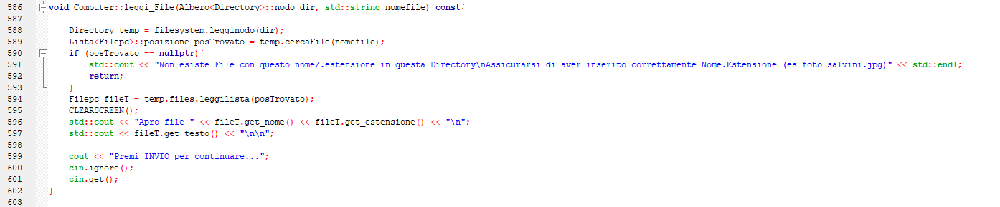 586 void Computer::leggi_File(Albero<Directory>::nodo dir, std::string nomefile) const{
587
588 Directory temp = filesystem.legginodo(dir);
589 Lista<Filepc>::posizione posTrovato = temp.cercaFile(nomefile);
590 if (posTrovato == nullptr){
591 std::cout << "Non esiste File con questo nome/.estensione in questa Directory\nAssicurarsi di aver inserito correttamente Nome.Estensione (es foto_salvini.jpg)" << std::endl;
592 return;
593 }
594 Filepc fileT = temp.files.leggilista(posTrovato);
595 CLEARSCREEN();
596 std::cout << "Apro file " << fileT.get_nome() << fileT.get_estensione() << "\n";
597 std::cout << fileT.get_testo() << "\n\n";
598
599 cout << "Premi INVIO per continuare...";
600 cin.ignore();
601 cin.get();
602 }
603